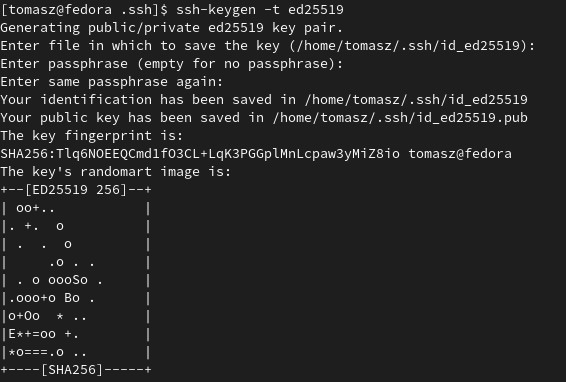 [tomasz@fedora .ssh]$ ssh-keygen -t ed25519
Generating public/private ed25519 key pair.
Enter file in which to save the key (/home/tomasz/.ssh/id_ed25519):
Enter passphrase (empty for no passphrase):
Enter same passphrase again:
Your identification has been saved in /home/tomasz/.ssh/id_ed25519
Your public key has been saved in /home/tomasz/.ssh/id_ed25519.pub
The key fingerprint is:
SHA256:Tlq6NOEEQCmd1fO3CL+LqK3PGGplMnLcpaw3yMiZ8io tomasz@fedora
The key's randomart image is:
+--[ED25519 256]--+
| oo+..           |
|. +.  o          |
| .  .  o         |
|     .o . .      |
| . o oooSo .     |
|.ooo+o Bo .      |
|o+Oo  * ..       |
|E*+=oo +.        |
|*o===.o ..       |
+----[SHA256]-----+